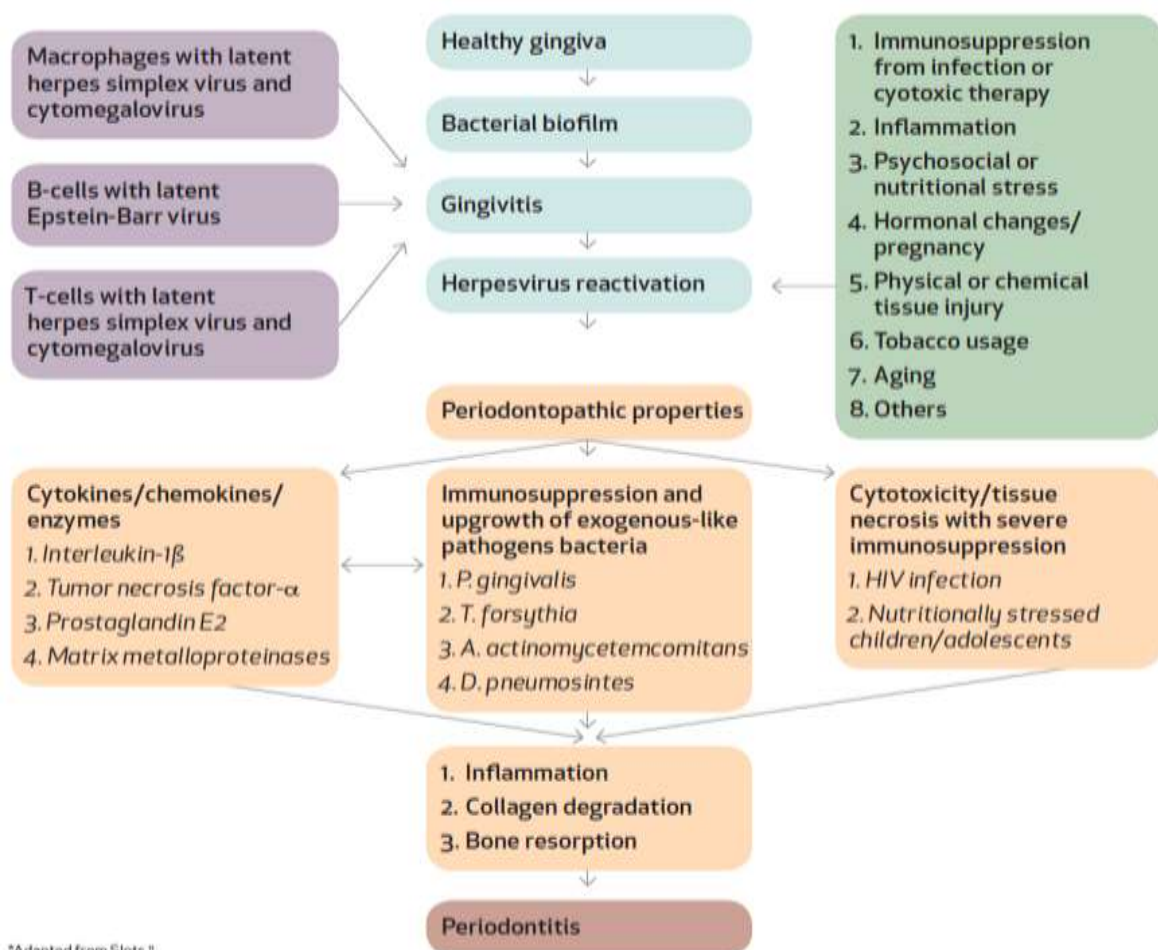 Macrophages with latent
herpes simplex virus and
cytomegalovirus
B-cells with latent
Epstein-Barr virus
T-cells with latent
herpes simplex virus and
cytomegalovirus
Healthy gingiva
Bacterial biofilm
Gingivitis
Herpesvirus reactivation
1. Immunosuppression
from infection or
cyotoxic therapy
2. Inflammation
3. Psychosocial or
nutritional stress
4. Hormonal changes/
pregnancy
5. Physical or chemical
tissue injury
6. Tobacco usage
7. Aging
8. Others
Periodontopathic properties
Cytokines/chemokines/
enzymes
1. Interleukin-1β
2. Tumor necrosis factor-α
3. Prostaglandin E2
4. Matrix metalloproteinases
Immunosuppression and
upgrowth of exogenous-like
pathogens bacteria
1. P. gingivalis
2. T. forsythia
3. A. actinomycetemcomitans
4. D. pneumosintes
Cytotoxicity/tissue
necrosis with severe
immunosuppression
1. HIV infection
2. Nutritionally stressed
children/adolescents
1. Inflammation
2. Collagen degradation
3. Bone resorption
Periodontitis
*Adapted from Slots